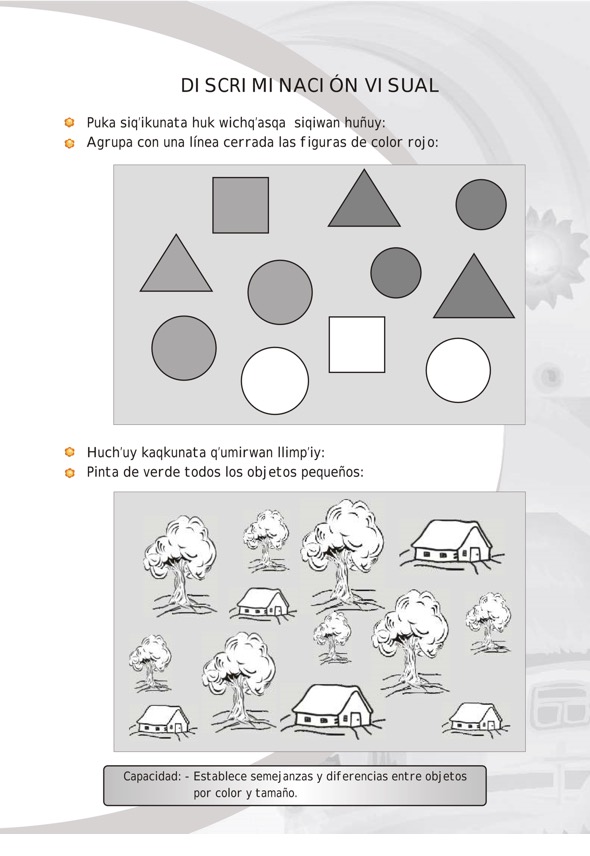 DISCRIMINACIÓN VISUAL
Puka siq'ikunata huk wichq'asqa siqiwan huñuy:
Agrupa con una línea cerrada las figuras de color rojo:
Huch'uy kaqkunata q'umirwan llimp'iy:
Pinta de verde todos los objetos pequeños:
Capacidad: - Establece semejanzas y diferencias entre objetos
por color y tamaño.